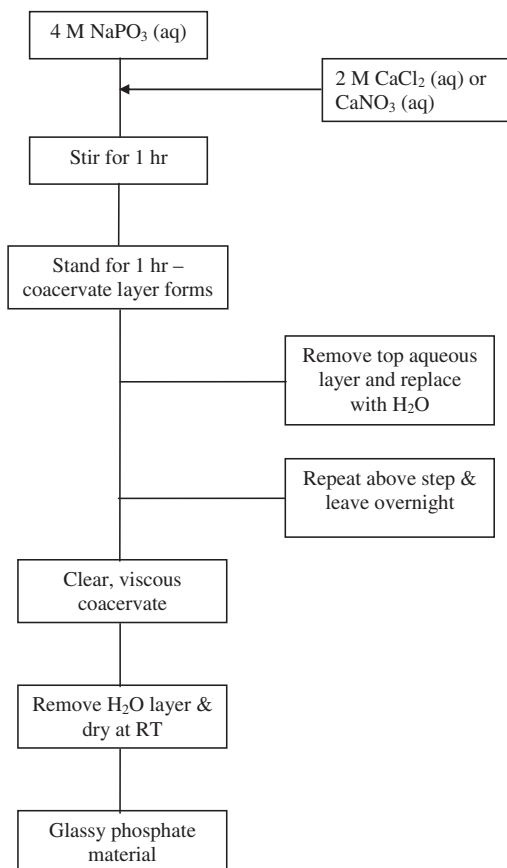 4 M NaPO₃ (aq)
2 M CaCl₂ (aq) or
CaNO₃ (aq)
Stir for 1 hr
Stand for 1 hr –
coacervate layer forms
Remove top aqueous
layer and replace
with H₂O
Repeat above step &
leave overnight
Clear, viscous
coacervate
Remove H₂O layer &
dry at RT
Glassy phosphate
material